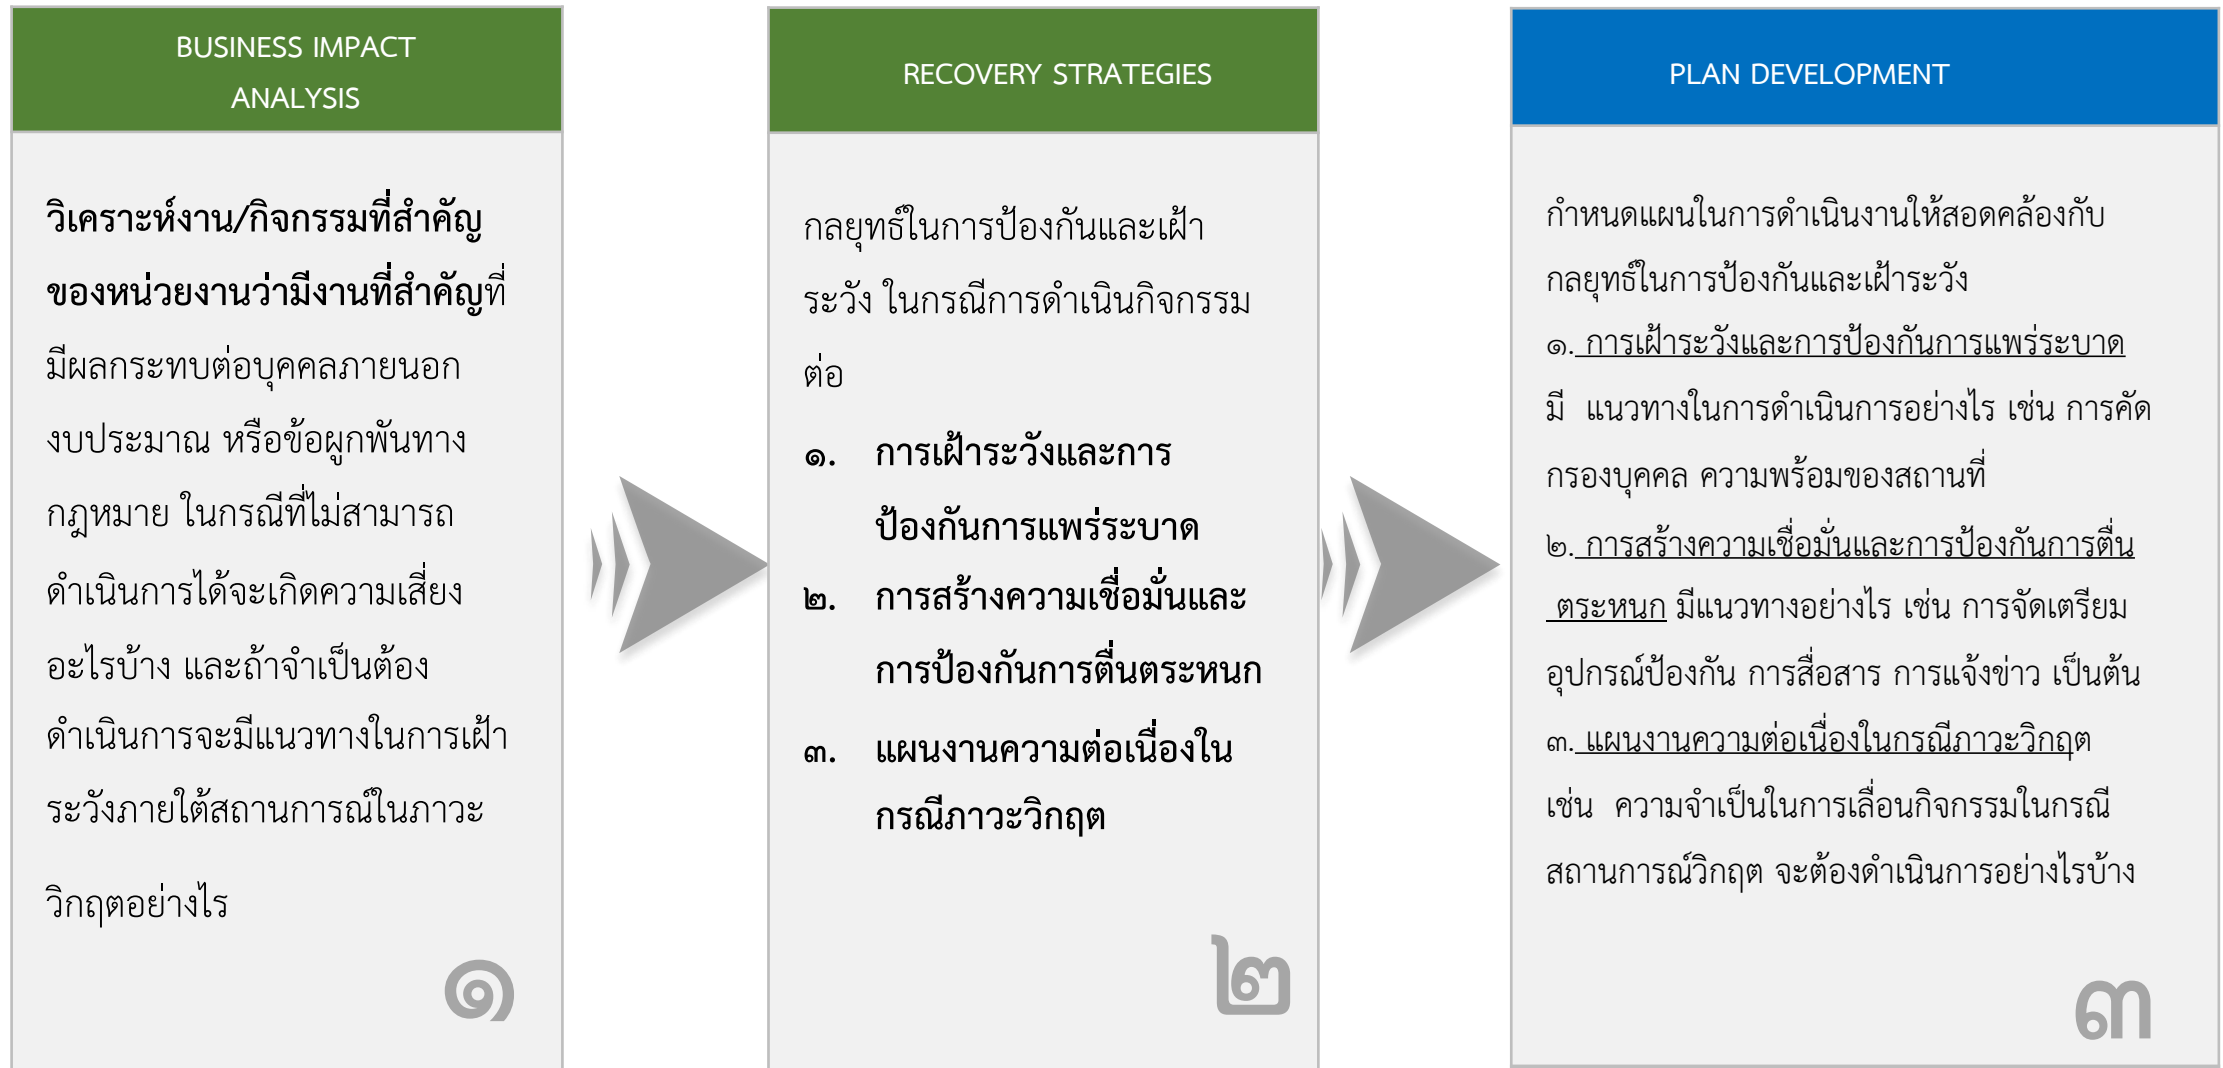 BUSINESS IMPACT
ANALYSIS
วิเคราะห์งาน/กิจกรรมที่สำคัญ
ของหน่วยงานว่ามีงานที่สำคัญที่
มีผลกระทบต่อบุคคลภายนอก
งบประมาณ หรือข้อผูกพันทาง
กฎหมาย ในกรณีที่ไม่สามารถ
ดำเนินการได้จะเกิดความเสี่ยง
อะไรบ้าง และถ้าจำเป็นต้อง
ดำเนินการจะมีแนวทางในการเฝ้า
ระวังภายใต้สถานการณ์ในภาวะ
วิกฤตอย่างไร
๑
RECOVERY STRATEGIES
กลยุทธ์ในการป้องกันและเฝ้า
ระวัง ในกรณีการดำเนินกิจกรรม
ต่อ
๑. การเฝ้าระวังและการ
ป้องกันการแพร่ระบาด
๒. การสร้างความเชื่อมั่นและ
การป้องกันการตื่นตระหนก
๓. แผนงานความต่อเนื่องใน
กรณีภาวะวิกฤต
๒
PLAN DEVELOPMENT
กำหนดแผนในการดำเนินงานให้สอดคล้องกับ
กลยุทธ์ในการป้องกันและเฝ้าระวัง
๑. การเฝ้าระวังและการป้องกันการแพร่ระบาด
มี แนวทางในการดำเนินการอย่างไร เช่น การคัด
กรองบุคคล ความพร้อมของสถานที่
๒. การสร้างความเชื่อมั่นและการป้องกันการตื่น
ตระหนก มีแนวทางอย่างไร เช่น การจัดเตรียม
อุปกรณ์ป้องกัน การสื่อสาร การแจ้งข่าว เป็นต้น
๓. แผนงานความต่อเนื่องในกรณีภาวะวิกฤต
เช่น ความจำเป็นในการเลื่อนกิจกรรมในกรณี
สถานการณ์วิกฤต จะต้องดำเนินการอย่างไรบ้าง
๓